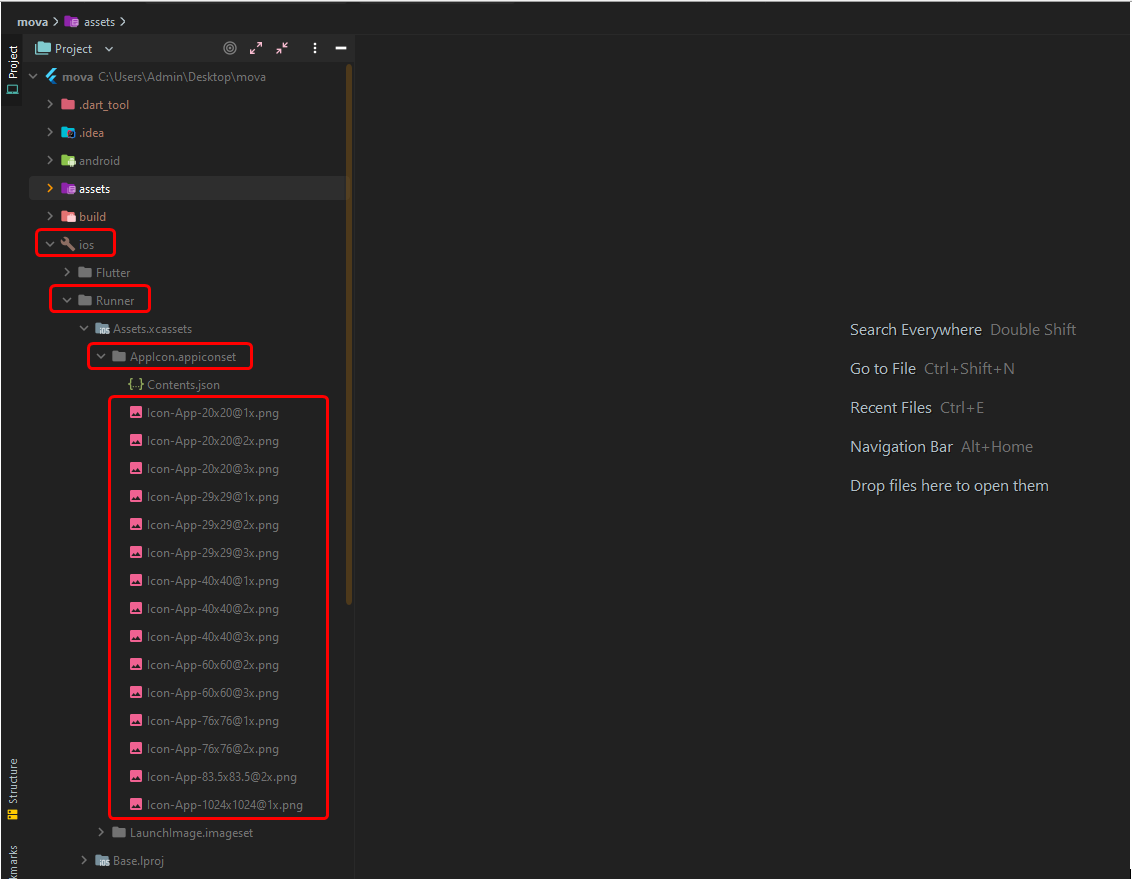 mova assets
Project
Project
mova C:\Users\Admin\Desktop\mova
.dart_tool
.idea
android
assets
build
ios
Flutter
Runner
Assets.xcassets
AppIcon.appiconset
{..} Contents.json
Icon-App-20x20@1x.png
Icon-App-20x20@2x.png
Icon-App-20x20@3x.png
Icon-App-29x29@1x.png
Icon-App-29x29@2x.png
Icon-App-29x29@3x.png
Icon-App-40x40@1x.png
Icon-App-40x40@2x.png
Icon-App-40x40@3x.png
Icon-App-60x60@2x.png
Icon-App-60x60@3x.png
Icon-App-76x76@1x.png
Icon-App-76x76@2x.png
Icon-App-83.5x83.5@2x.png
Icon-App-1024x1024@1x.png
LaunchImage.imageset
Base.lproj
Structure
kmarks
Search Everywhere Double Shift
Go to File Ctrl+Shift+N
Recent Files Ctrl+E
Navigation Bar Alt+Home
Drop files here to open them